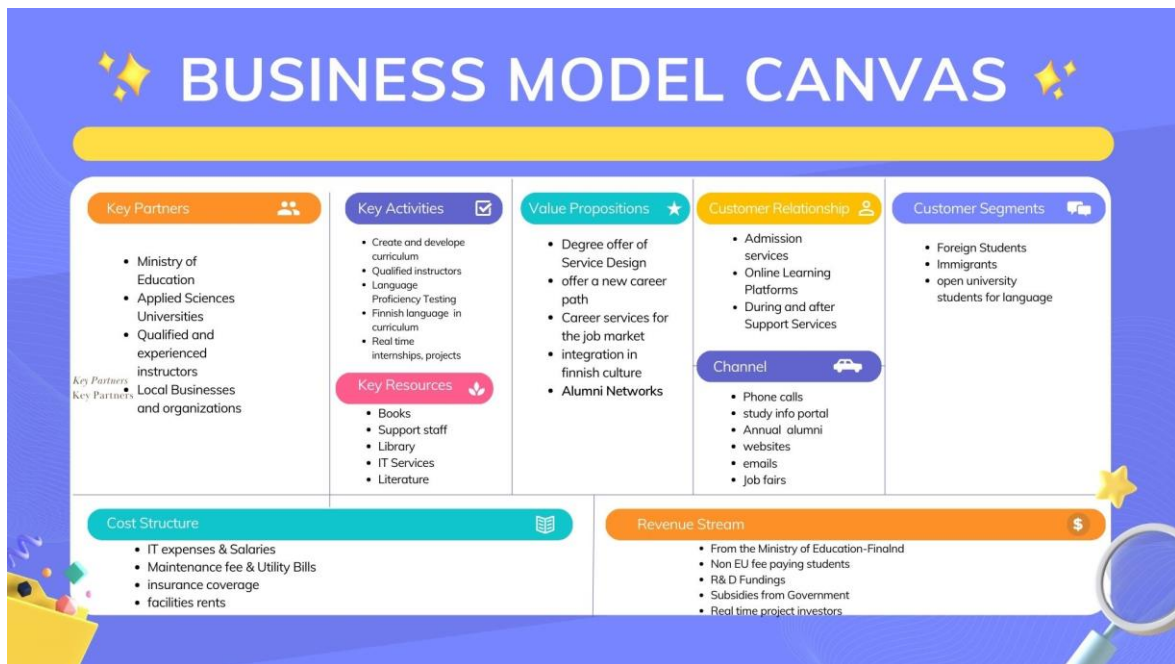 BUSINESS MODEL CANVAS
Key Partners
• Ministry of
Education
• Applied Sciences
Universities
• Qualified and
experienced
instructors
• Local Businesses
and organizations
Key Partners
Key Partners
Key Activities
• Create and develope
curriculum
• Qualified instructors
• Language
Proficiency Testing
• Finnish language in
curriculum
• Real time
internships, projects
Key Resources
• Books
• Support staff
• Library
• IT Services
• Literature
Value Propositions
• Degree offer of
Service Design
• offer a new career
path
• Career services for
the job market
• integration in
finnish culture
• Alumni Networks
Customer Relationship
• Admission
services
• Online Learning
Platforms
• During and after
Support Services
Channel
• Phone calls
• study info portal
• Annual alumni
• websites
• emails
• Job fairs
Customer Segments
• Foreign Students
• Immigrants
• open university
students for language
Cost Structure
• IT expenses & Salaries
• Maintenance fee & Utility Bills
• insurance coverage
• facilities rents
Revenue Stream
$
• From the Ministry of Education-Finalnd
• Non EU fee paying students
• R& D Fundings
• Subsidies from Government
• Real time project investors